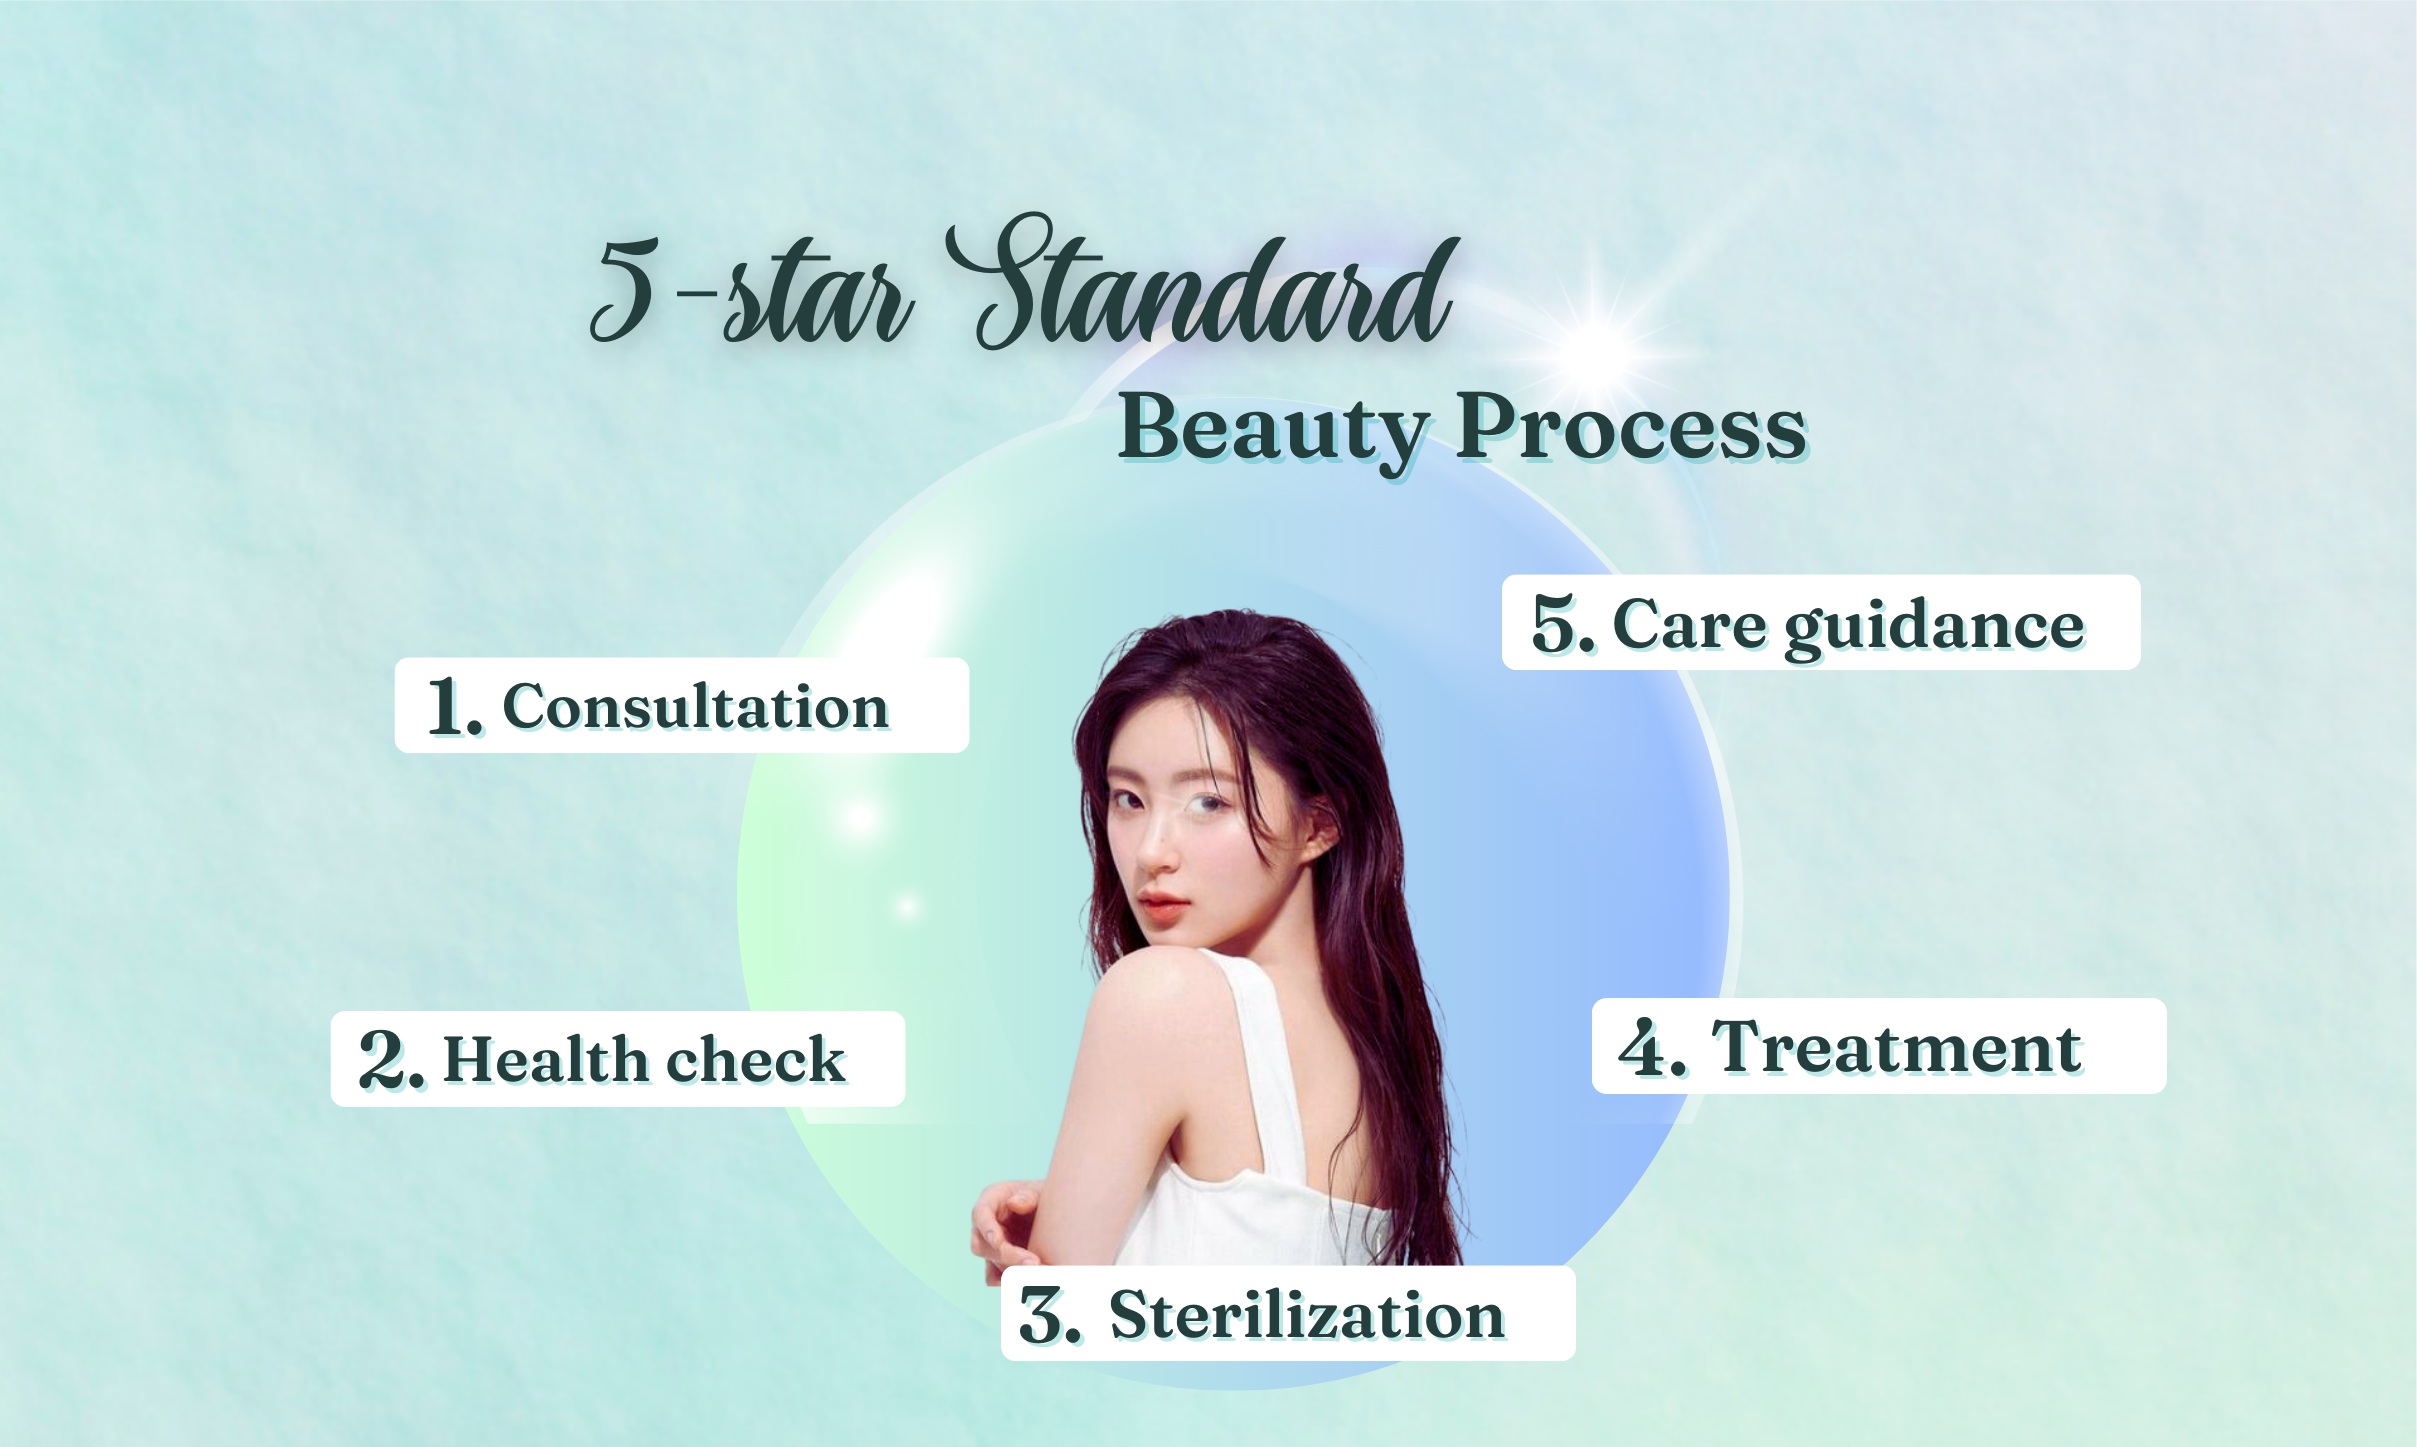 5-star Standard
Beauty Process
1. Consultation
2. Health check
3. Sterilization
4. Treatment
5. Care guidance